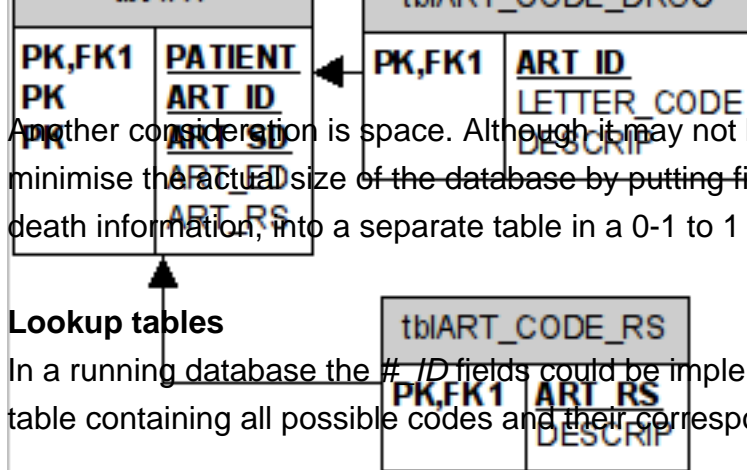 PK,FK1 PATIENT
PK ART_ID
PK ART_SD
ART_ED
ART_RS
tblART_CODE_DRUG
PK,FK1 ART_ID
LETTER_CODE
DESCRIP
Another consideration is space. Although it may not
minimise the actual size of the database by putting fi
death information, into a separate table in a 0-1 to 1
Lookup tables
In a running database the #_ID fields could be imple
table containing all possible codes and their correspo
tblART_CODE_RS
PK,FK1 ART_RS
DESCRIP